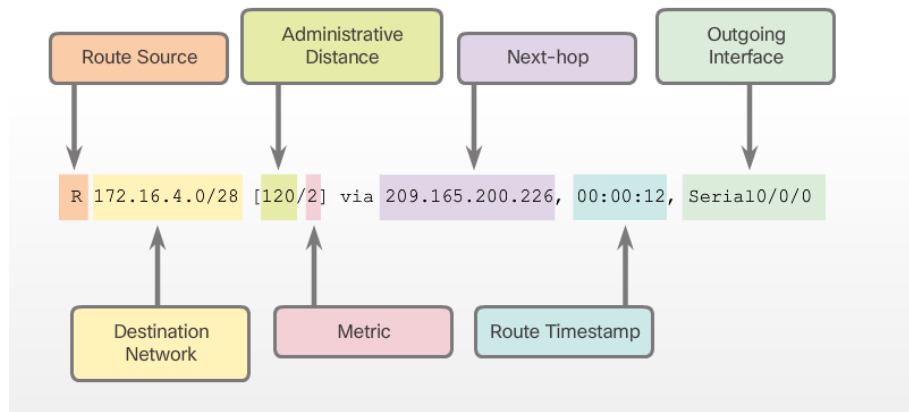 Route Source
Administrative
Distance
Next-hop
Outgoing
Interface
R 172.16.4.0/28 [120/2] via 209.165.200.226, 00:00:12, Serial0/0/0
Destination
Network
Metric
Route Timestamp